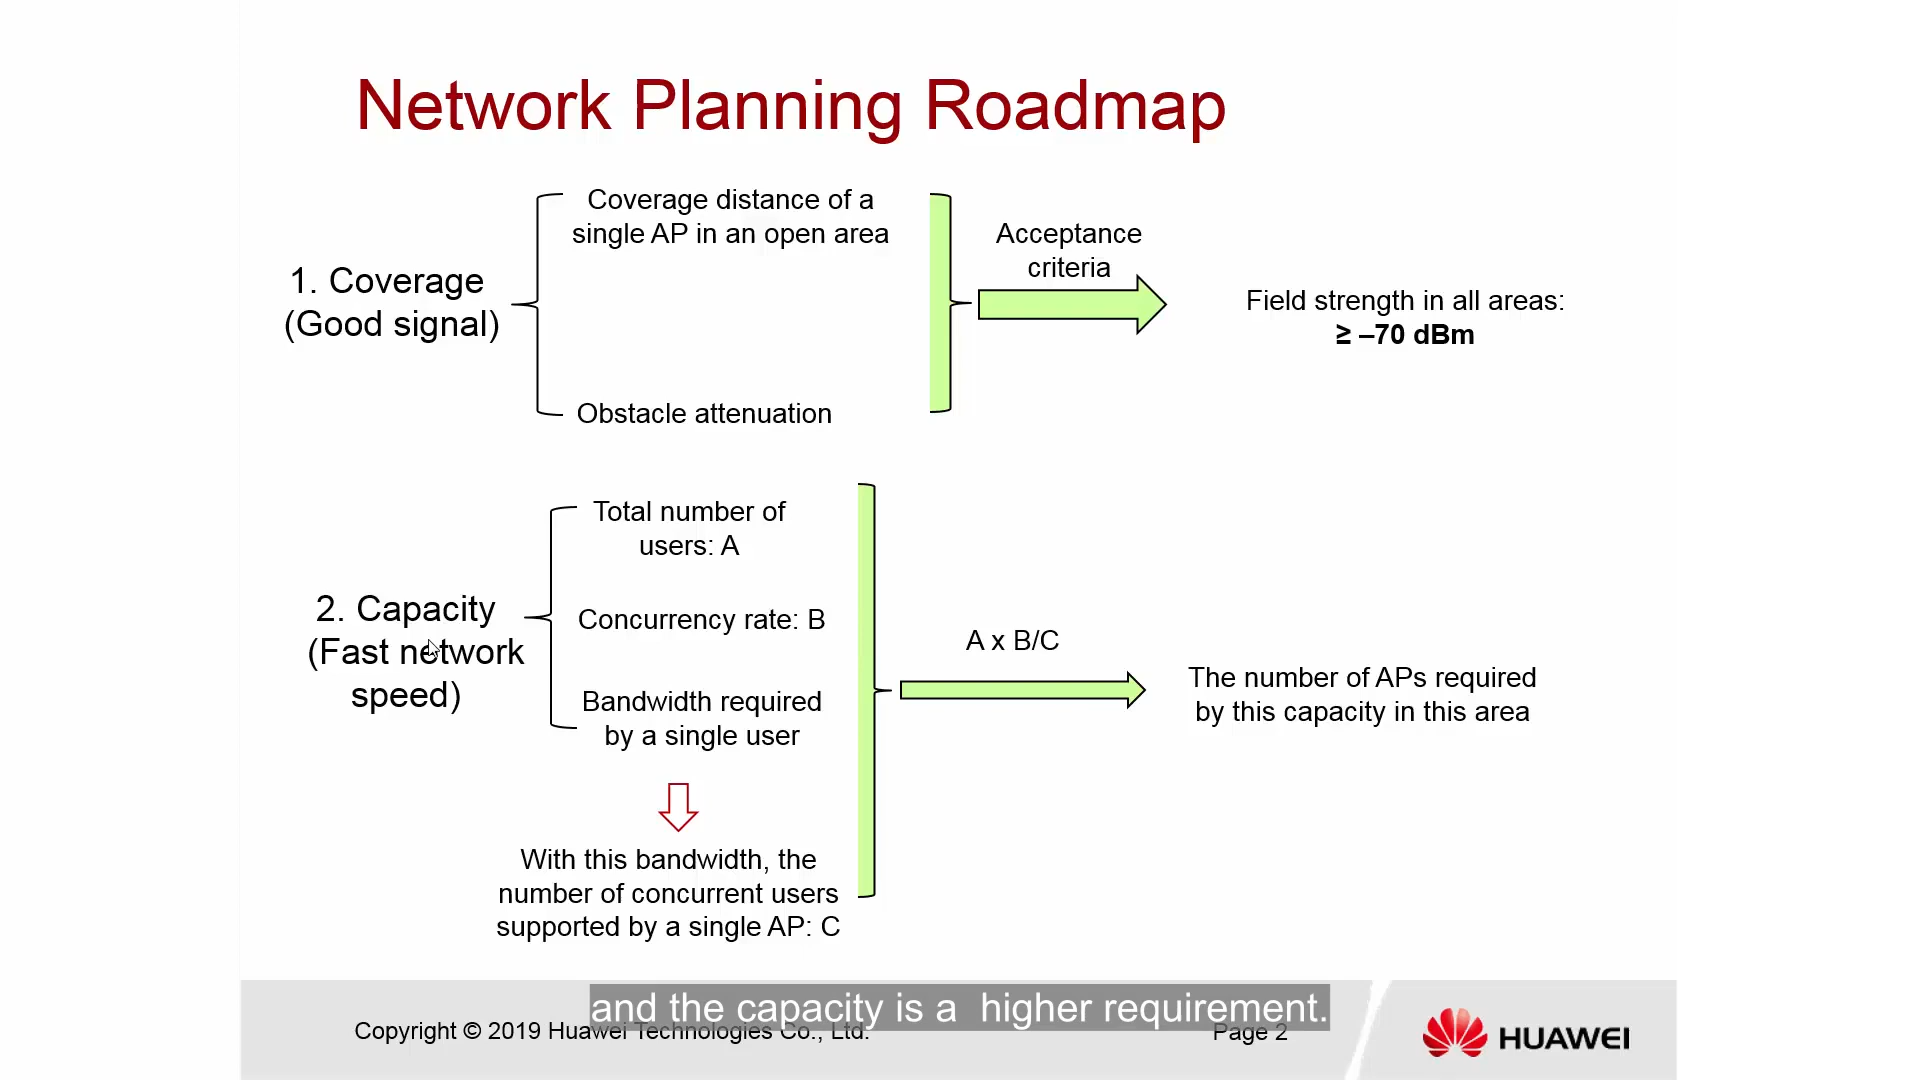 Network Planning Roadmap
Coverage distance of a
single AP in an open area
Acceptance
criteria
1. Coverage
(Good signal)
Field strength in all areas:
≥ –70 dBm
Obstacle attenuation
Total number of
users: A
2. Capacity
(Fast network
speed)
Concurrency rate: B
A x B/C
Bandwidth required
by a single user
The number of APs required
by this capacity in this area
With this bandwidth, the
number of concurrent users
supported by a single AP: C
and the capacity is a  higher requirement.
Copyright © 2019 Huawei Technologies Co., Ltd.
Page 2
HUAWEI